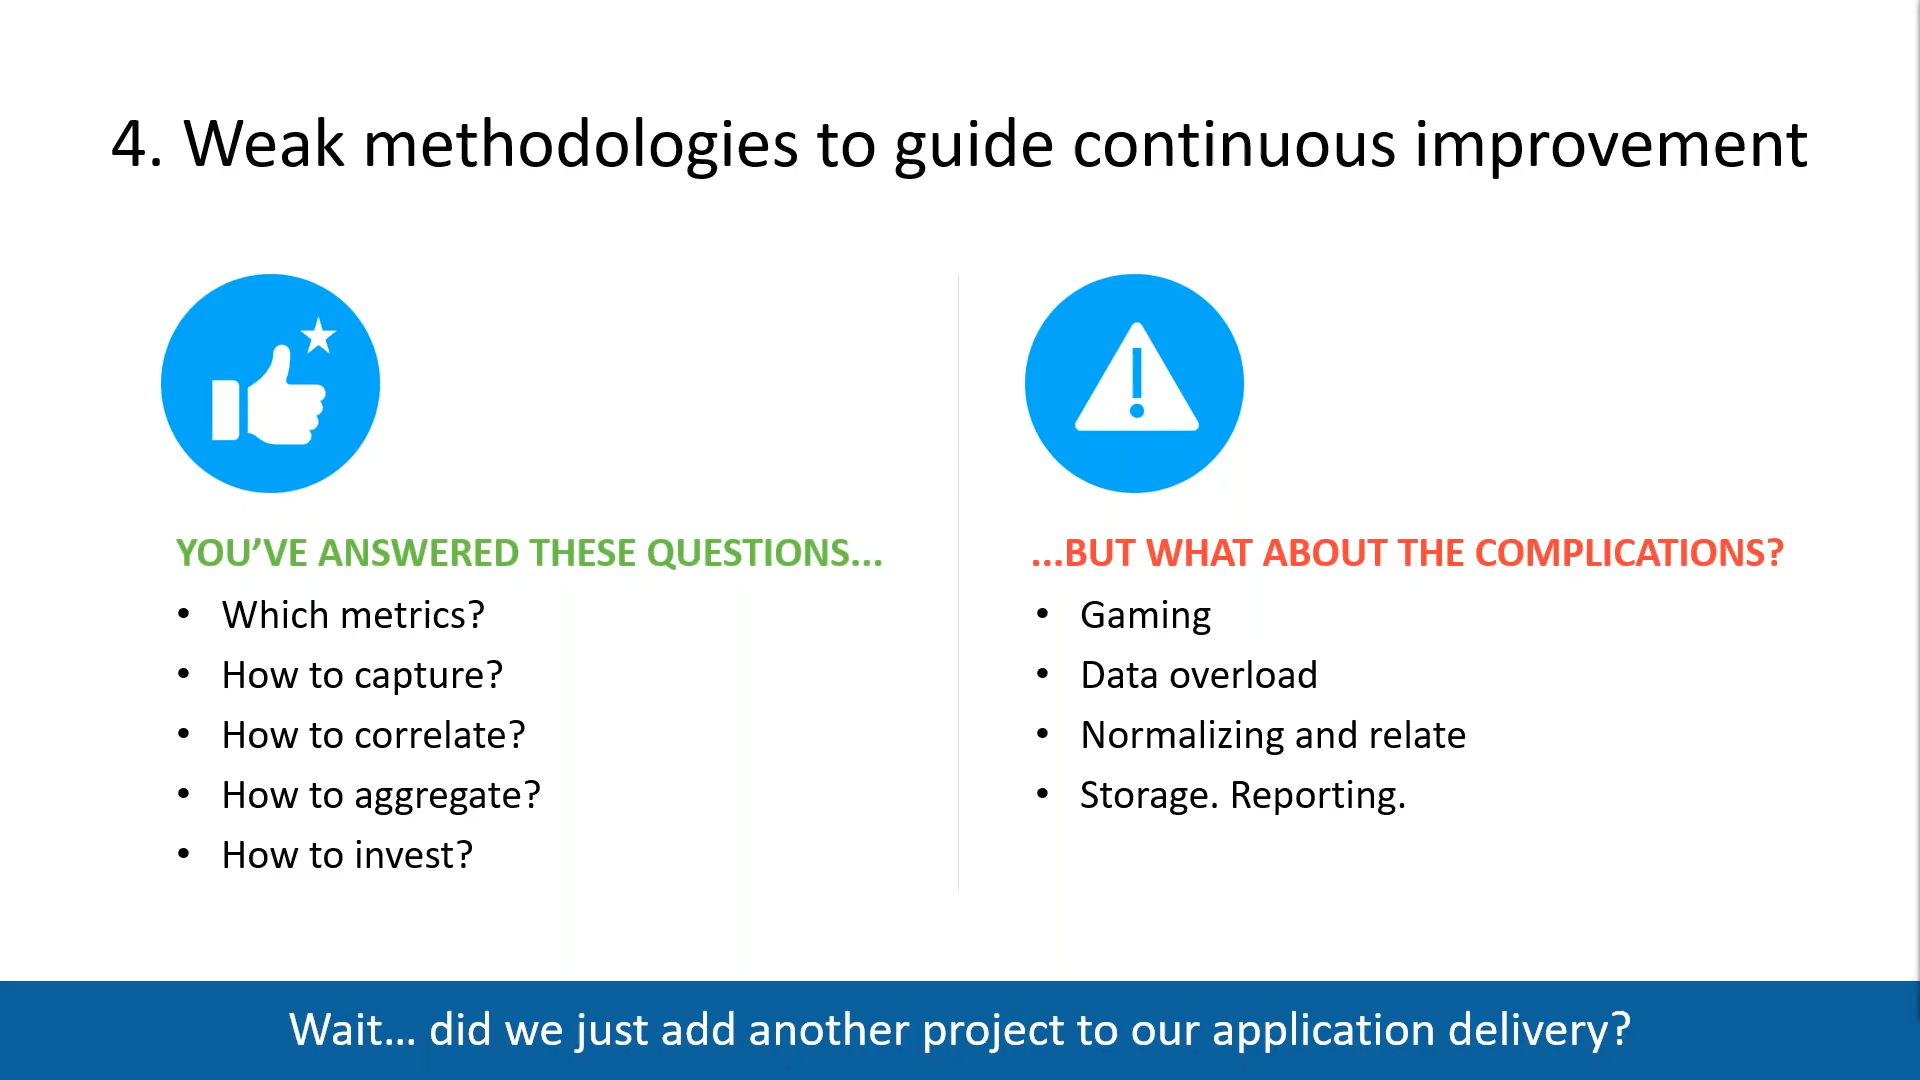 4. Weak methodologies to guide continuous improvement
YOU’VE ANSWERED THESE QUESTIONS...
• Which metrics?
• How to capture?
• How to correlate?
• How to aggregate?
• How to invest?
...BUT WHAT ABOUT THE COMPLICATIONS?
• Gaming
• Data overload
• Normalizing and relate
• Storage. Reporting.
Wait... did we just add another project to our application delivery?